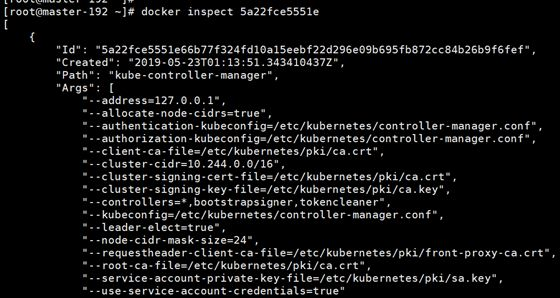 [root@master-192 ~]#
[root@master-192 ~]# docker inspect 5a22fce5551e
[
{
"Id": "5a22fce5551e66b77f324fd10a15eebf22d296e09b695fb872cc84b26b9f6fef",
"Created": "2019-05-23T01:13:51.343410437Z",
"Path": "kube-controller-manager",
"Args": [
"--address=127.0.0.1",
"--allocate-node-cidrs=true",
"--authentication-kubeconfig=/etc/kubernetes/controller-manager.conf",
"--authorization-kubeconfig=/etc/kubernetes/controller-manager.conf",
"--client-ca-file=/etc/kubernetes/pki/ca.crt",
"--cluster-cidr=10.244.0.0/16",
"--cluster-signing-cert-file=/etc/kubernetes/pki/ca.crt",
"--cluster-signing-key-file=/etc/kubernetes/pki/ca.key",
"--controllers=*,bootstrapsigner,tokencleaner",
"--kubeconfig=/etc/kubernetes/controller-manager.conf",
"--leader-elect=true",
"--node-cidr-mask-size=24",
"--requestheader-client-ca-file=/etc/kubernetes/pki/front-proxy-ca.crt",
"--root-ca-file=/etc/kubernetes/pki/ca.crt",
"--service-account-private-key-file=/etc/kubernetes/pki/sa.key",
"--use-service-account-credentials=true"